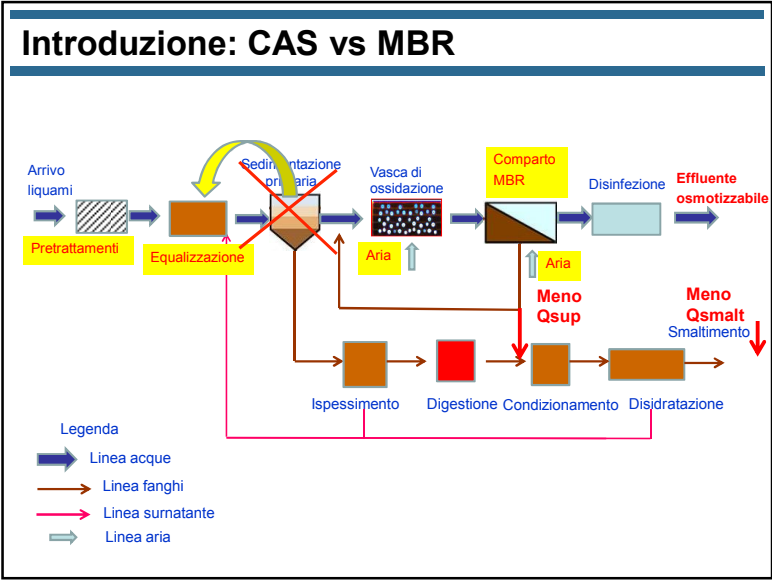 Introduzione: CAS vs MBR
Arrivo
liquami
Pretrattamenti
Equalizzazione
Sedimentazione
primaria
Vasca di
ossidazione
Aria
Comparto
MBR
Aria
Disinfezione
Effluente
osmotizzabile
Meno
Qsup
Meno
Qsmalt
Smaltimento
Ispessimento
Digestione
Condizionamento
Disidratazione
Legenda
Linea acque
Linea fanghi
Linea surnatante
Linea aria